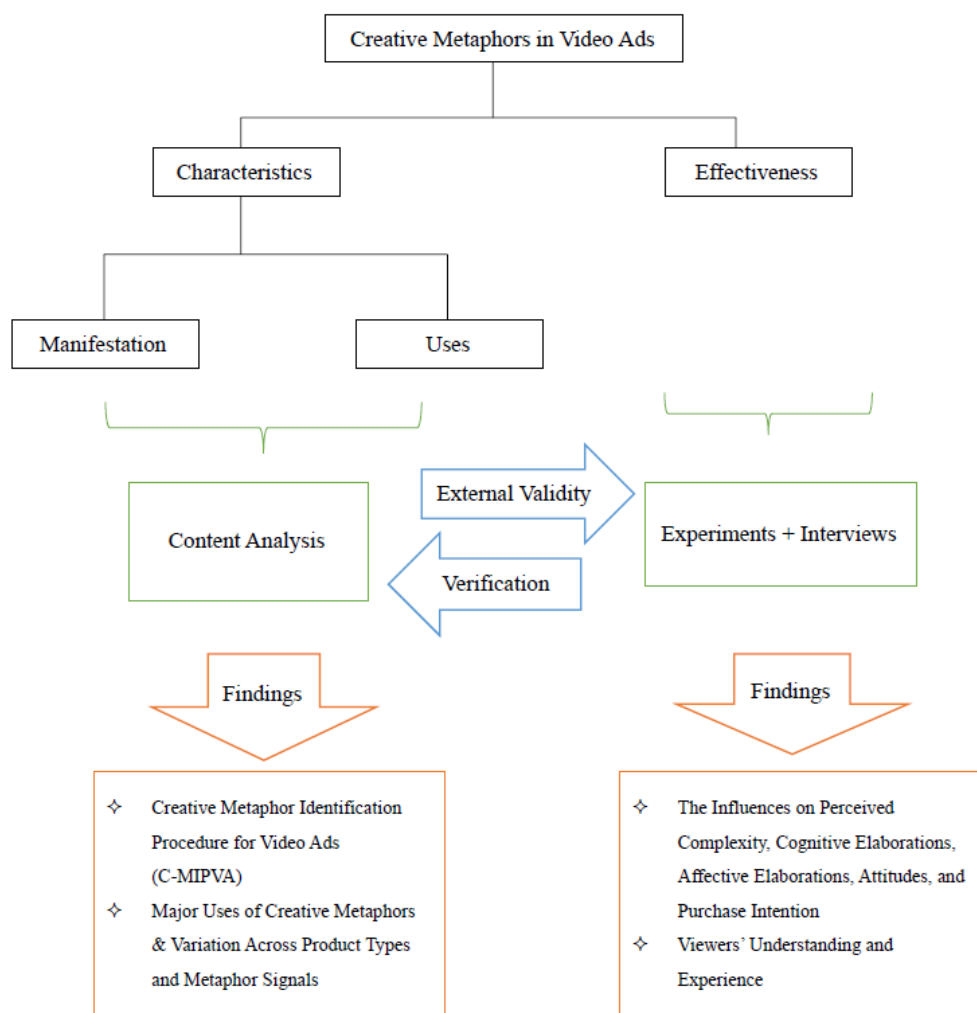 Creative Metaphors in Video Ads
Characteristics
Effectiveness
Manifestation
Uses
Content Analysis
External Validity
Verification
Experiments + Interviews
Findings
Findings
✧ Creative Metaphor Identification
Procedure for Video Ads
(C-MIPVA)
✧ Major Uses of Creative Metaphors
& Variation Across Product Types
and Metaphor Signals
✧ The Influences on Perceived
Complexity, Cognitive Elaborations,
Affective Elaborations, Attitudes, and
Purchase Intention
✧ Viewers’ Understanding and
Experience